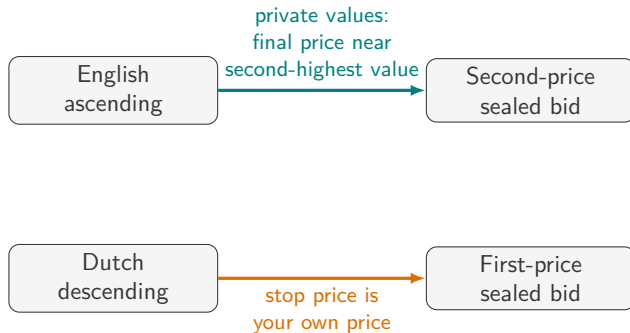 private values:
final price near
second-highest value
English
ascending
Second-price
sealed bid
Dutch
descending
First-price
sealed bid
stop price is
your own price